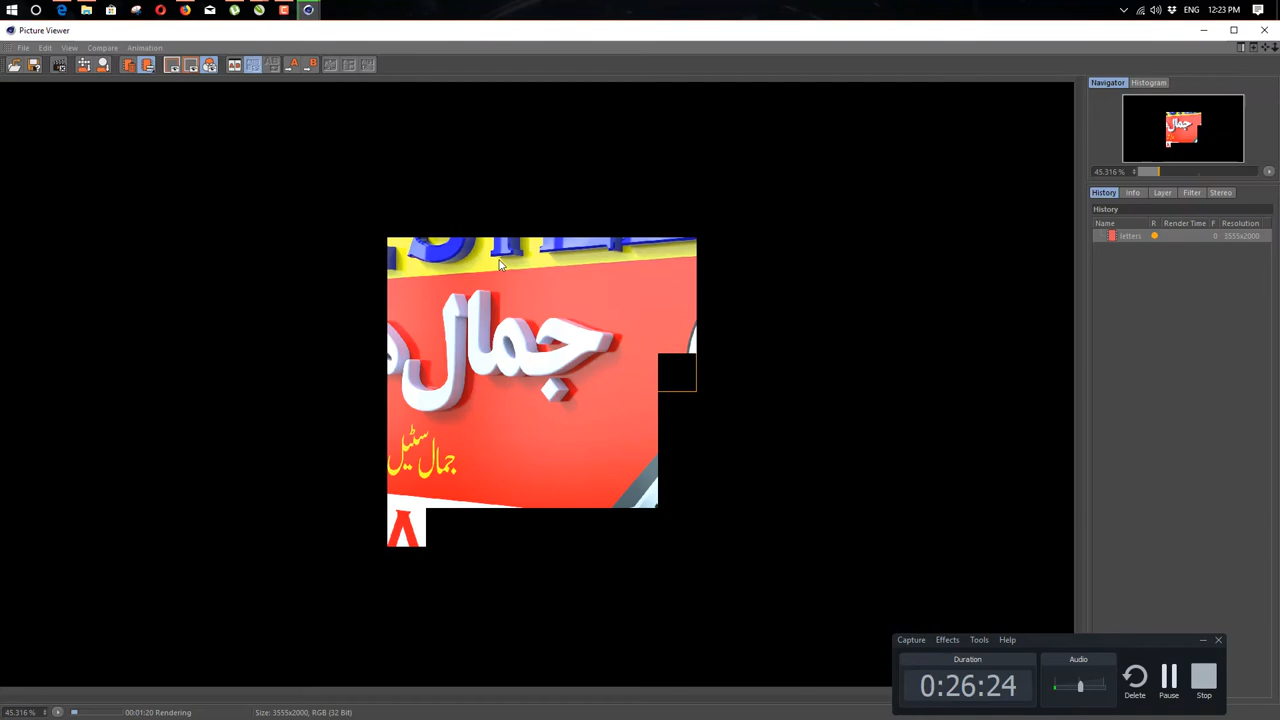 ENG 12:23 PM
Picture Viewer
File Edit View Compare Animation
Navigator Histogram
45.316 %
History Info Layer Filter Stereo
History
Name R Render Time F Resolution
letters 0 3555x2000
جمال
جمال سٹیل
٨
Capture Effects Tools Help
Duration Audio
0:26:24
Delete Pause Stop
45.316 % 00:01:20 Rendering Size: 3555x2000, RGB (32 Bit)